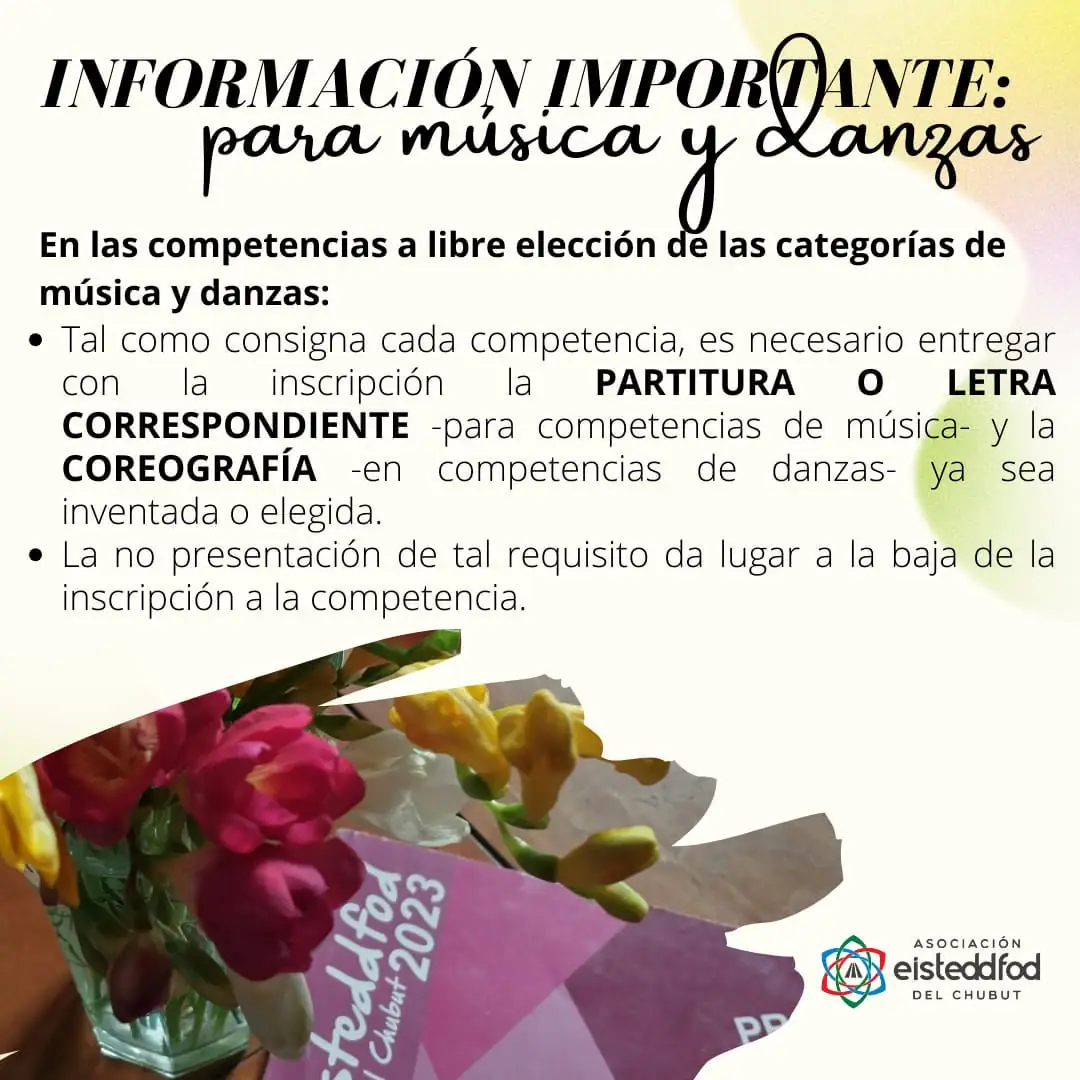 INFORMACIÓN IMPORTANTE:
para música y danzas
En las competencias a libre elección de las categorías de
música y danzas:
• Tal como consigna cada competencia, es necesario entregar
con la inscripción la PARTITURA O LETRA
CORRESPONDIENTE -para competencias de música- y la
COREOGRAFÍA -en competencias de danzas- ya sea
inventada o elegida.
• La no presentación de tal requisito da lugar a la baja de la
inscripción a la competencia.
steddfod
Chubut 2023
PR
ASOCIACIÓN
eisteddfod
DEL CHUBUT